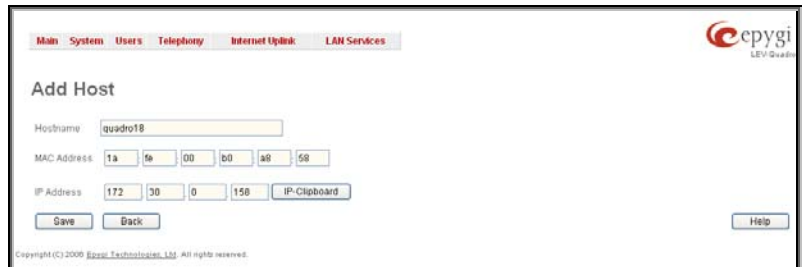 Main System Users Telephony Internet Uplink LAN Services
epygi
LEV-Quadro
Add Host
Hostname quadro18
MAC Address 1a : fe : 00 : b0 : a8 : 58
IP Address 172 . 30 . 0 . 158 IP-Clipboard
Save Back Help
Copyright (C) 2006 Epygi Technologies, Ltd. All rights reserved.